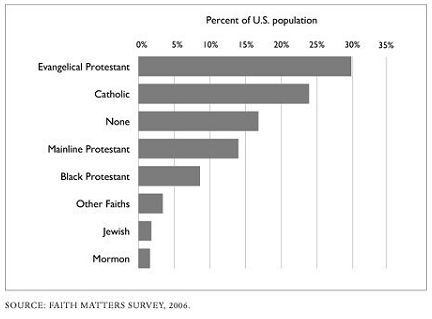 Percent of U.S. population
0% 5% 10% 15% 20% 25% 30% 35%
Evangelical Protestant
Catholic
None
Mainline Protestant
Black Protestant
Other Faiths
Jewish
Mormon
SOURCE: FAITH MATTERS SURVEY, 2006.